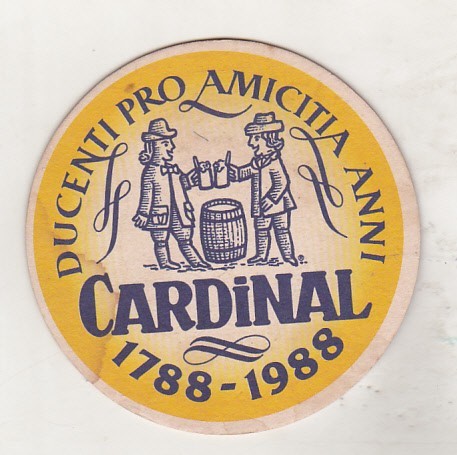 DUCENTI PRO AMICITIA ANNI
CARDiNAL
1788-1988